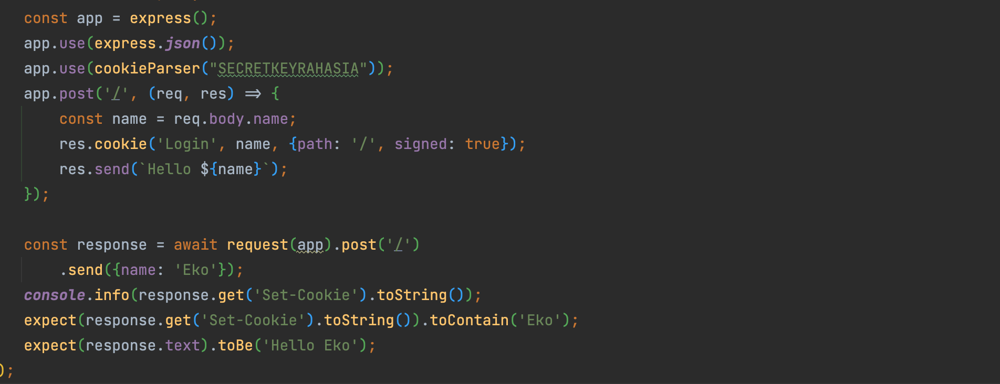 const app = express();
app.use(express.json());
app.use(cookieParser("SECRETKEYRAHASIA"));
app.post('/', (req, res) => {
    const name = req.body.name;
    res.cookie('Login', name, {path: '/', signed: true});
    res.send(`Hello ${name}`);
});

const response = await request(app).post('/')
    .send({name: 'Eko'});
console.info(response.get('Set-Cookie').toString());
expect(response.get('Set-Cookie').toString()).toContain('Eko');
expect(response.text).toBe('Hello Eko');
);